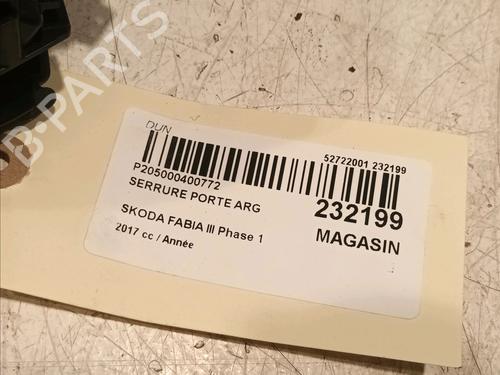 B-PARTS
DUN
52722001 232199
P205000400772
SERRURE PORTE ARG
232199
SKODA FABIA III Phase 1
MAGASIN
2017 cc / Année